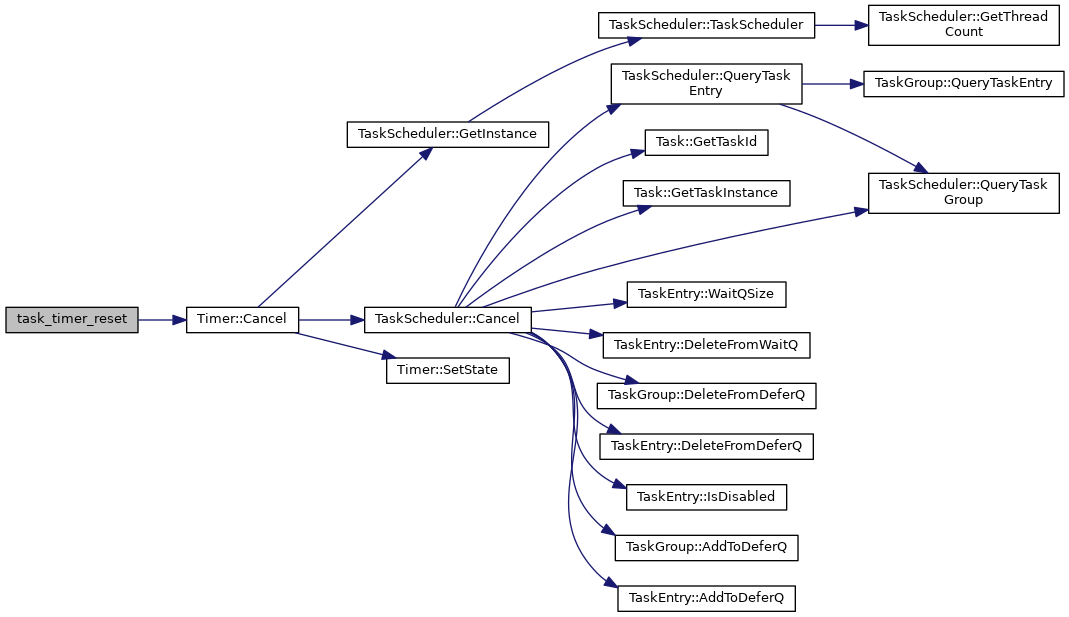 TaskScheduler::TaskScheduler
TaskScheduler::GetThread
Count
TaskScheduler::QueryTask
Entry
TaskGroup::QueryTaskEntry
TaskScheduler::GetInstance
Task::GetTaskId
Task::GetTaskInstance
TaskScheduler::QueryTask
Group
task_timer_reset
Timer::Cancel
TaskScheduler::Cancel
TaskEntry::WaitQSize
TaskEntry::DeleteFromWaitQ
Timer::SetState
TaskGroup::DeleteFromDeferQ
TaskEntry::DeleteFromDeferQ
TaskEntry::IsDisabled
TaskGroup::AddToDeferQ
TaskEntry::AddToDeferQ